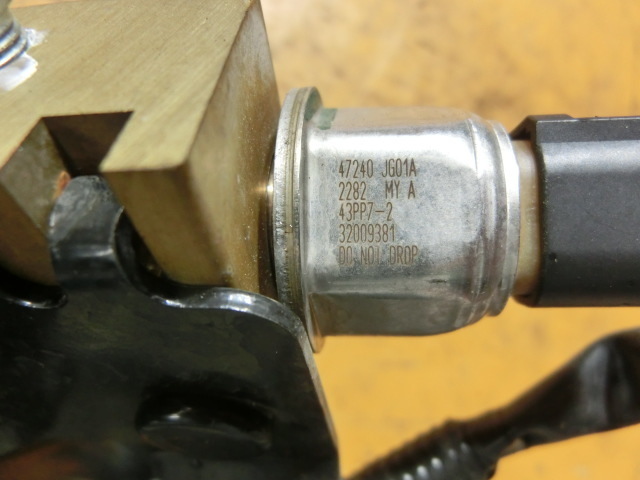 47240 JG01A
2282 MY A
43PP7-2
32009381
DO NOT DROP